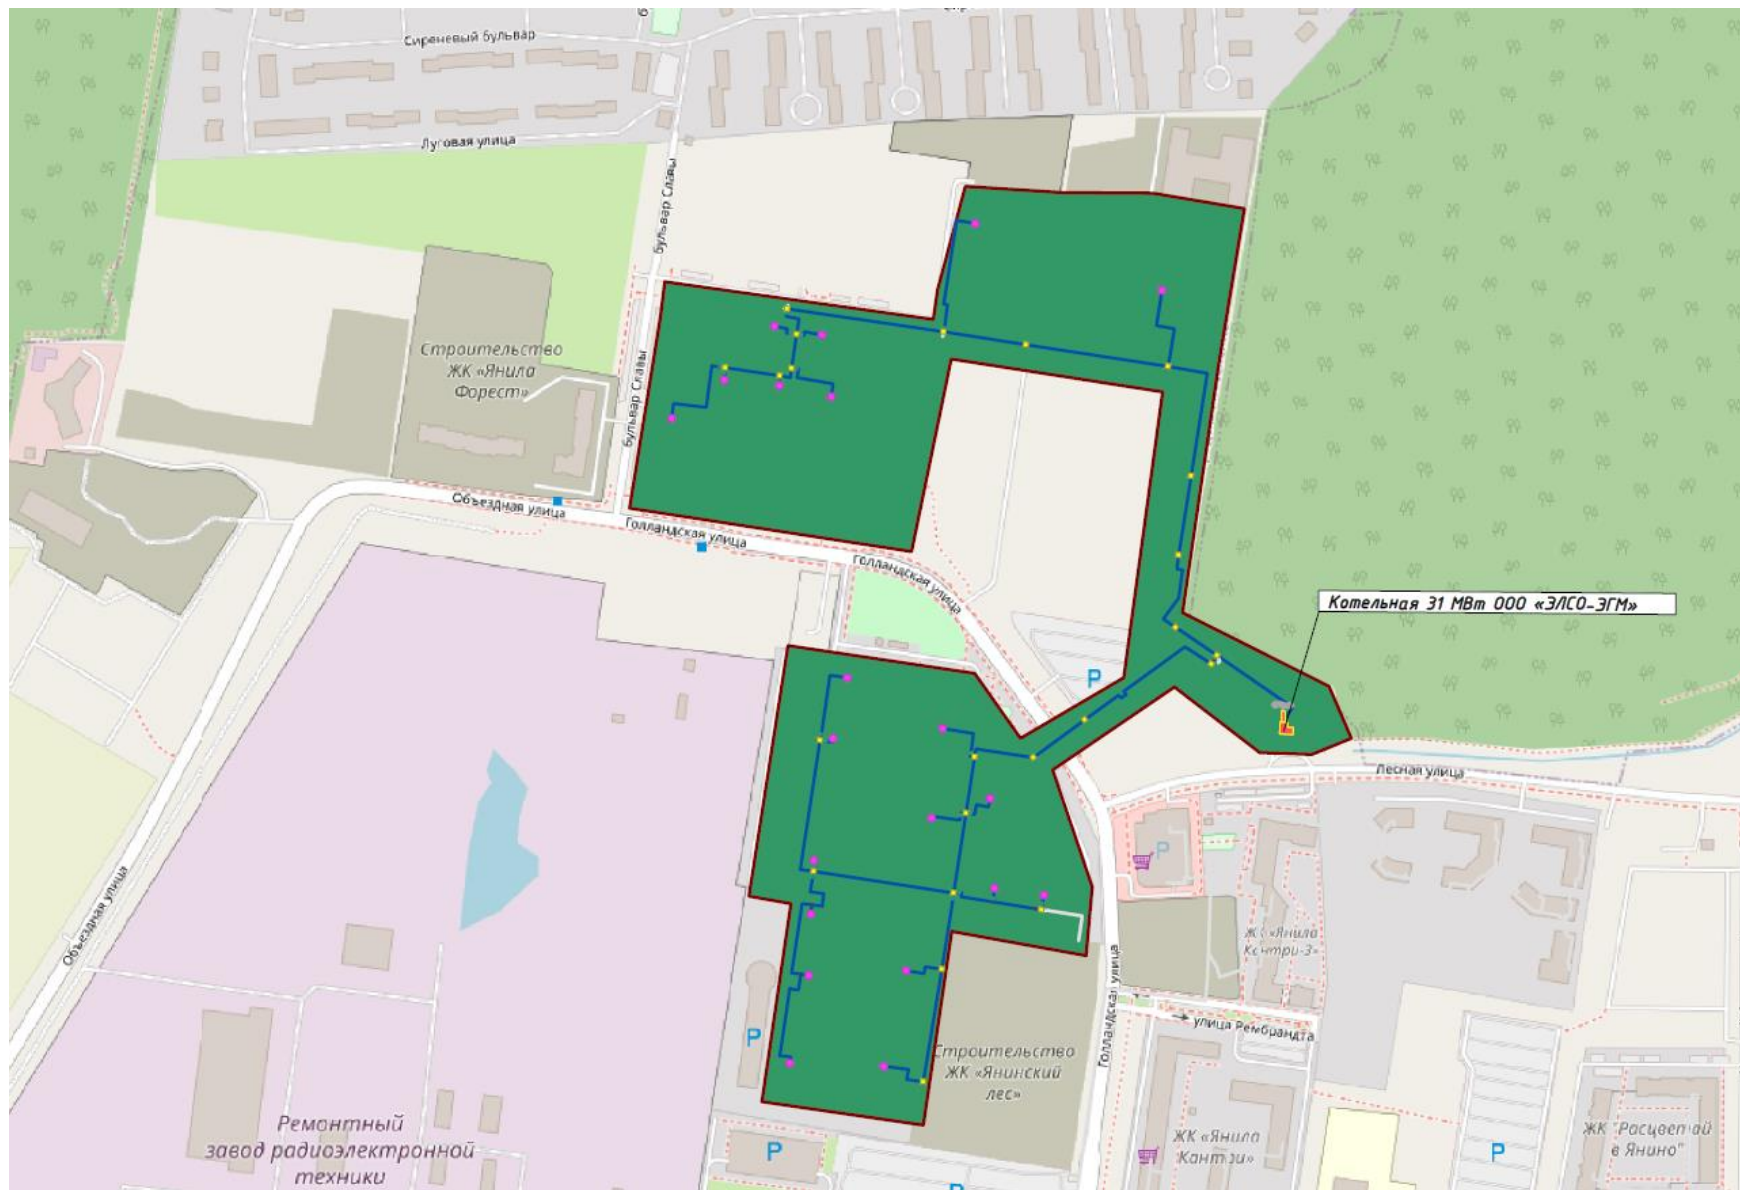 Сиреневый бульвар
Луговая улица
бульвар Славы
Строительство
ЖК «Янила
Форест»
бульвар Славы
Объездная улица
Голландская улица
Голландская улица
Котельная 31 МВт ООО «ЭЛСО-ЭГМ»
P
Лесная улица
P
Объездная улица
ЖК «Янила
Кантри-3»
Голландская улица
улица Рембрандта
P
Строительство
ЖК «Янинский
лес»
Ремонтный
завод радиоэлектронной
техники
P
ЖК «Янила
Кантри»
P
ЖК "Расцветай
в Янино"
P